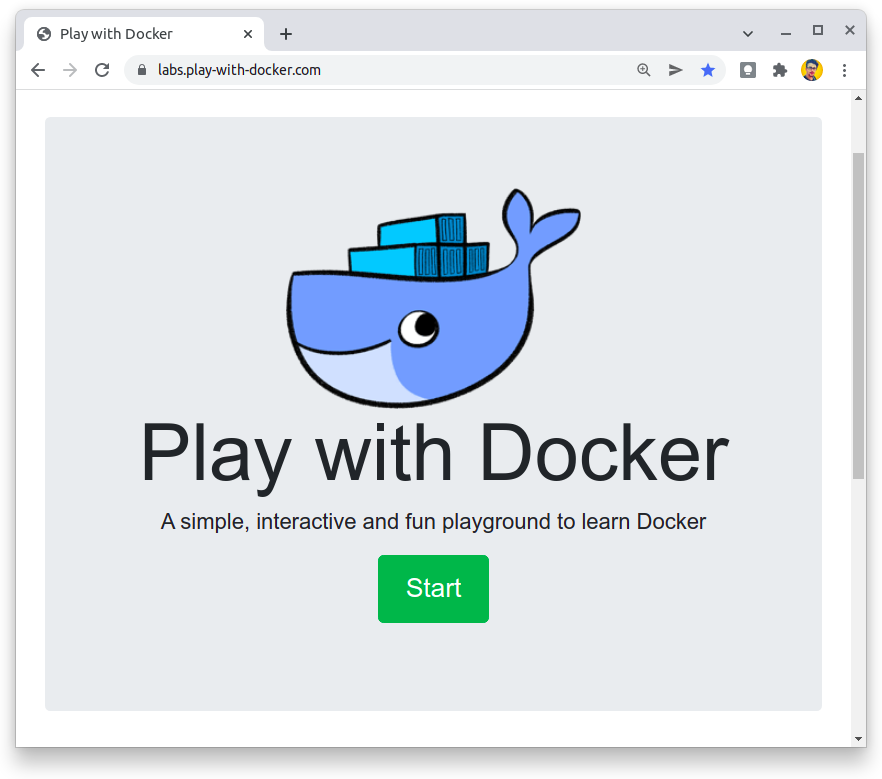 Play with Docker
labs.play-with-docker.com
Play with Docker
A simple, interactive and fun playground to learn Docker
Start